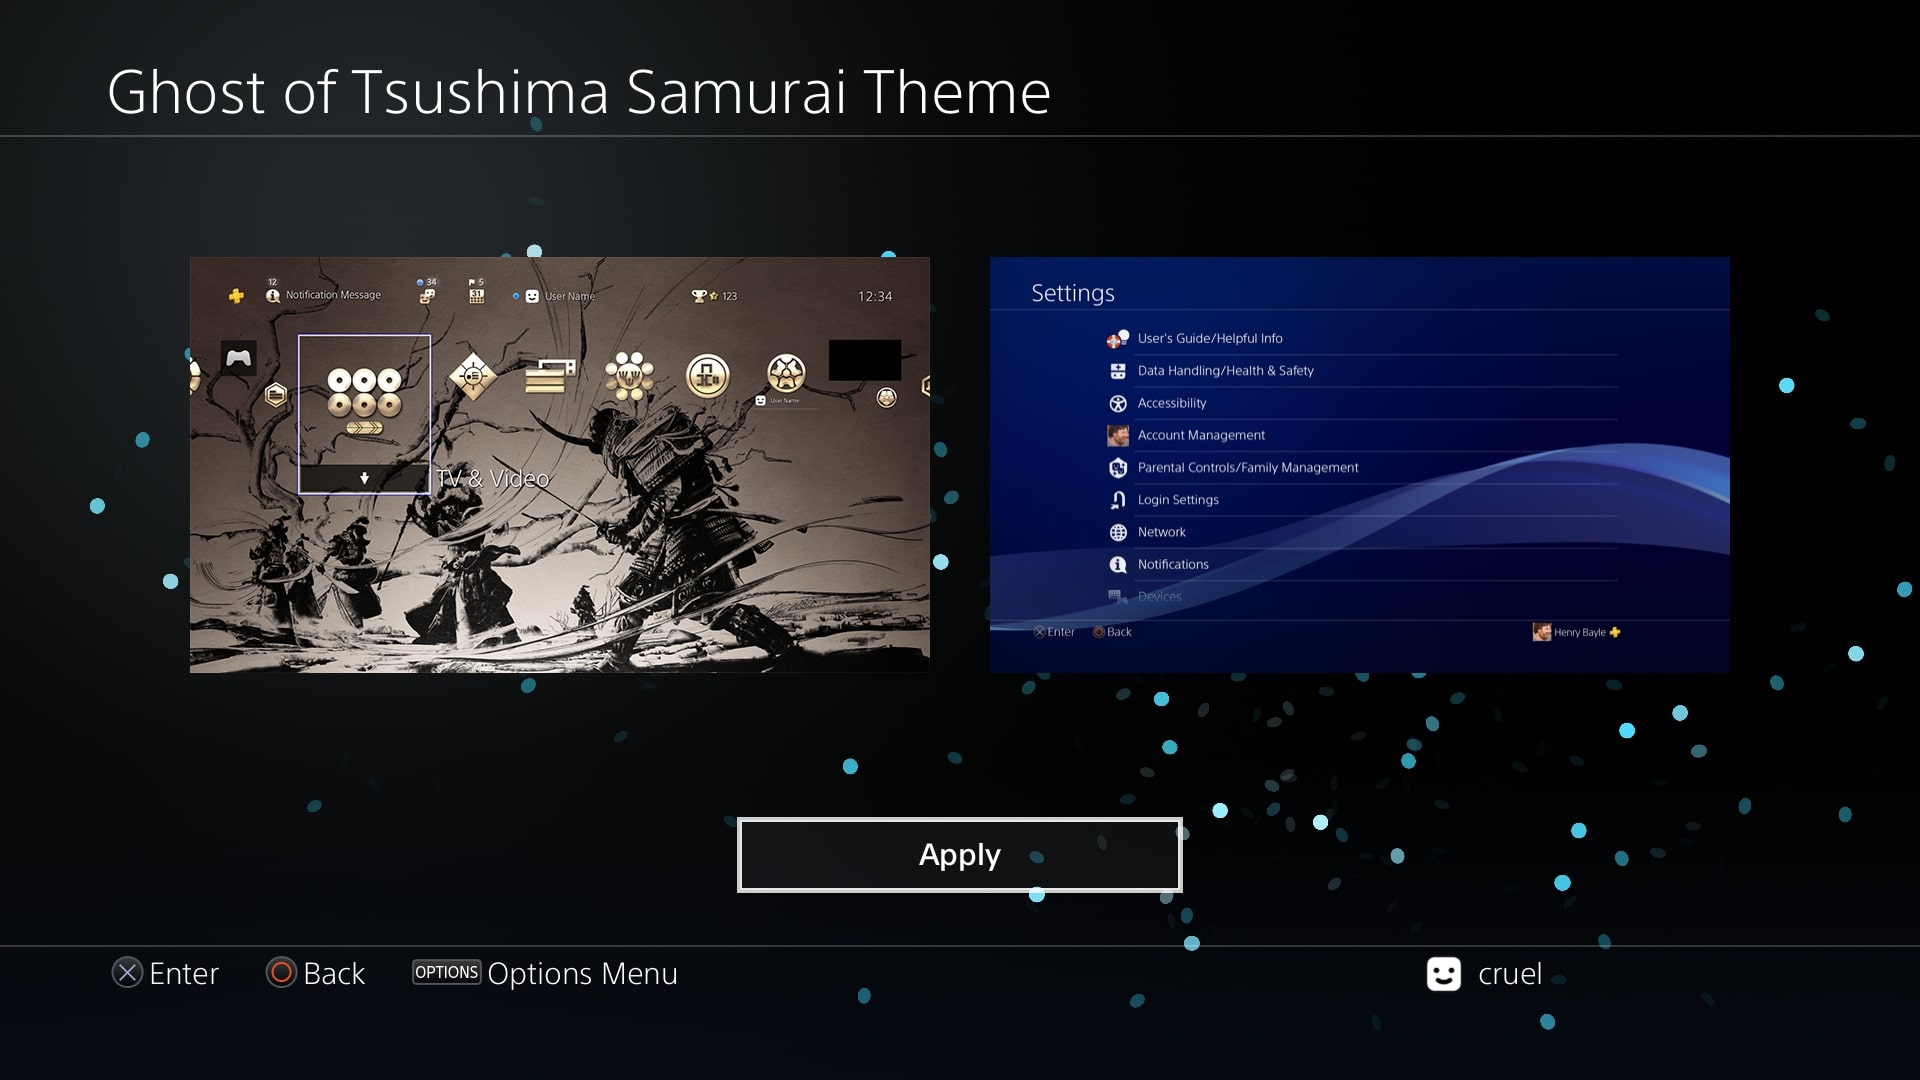 Ghost of Tsushima Samurai Theme
12
Notification Message
34
5
31
User Name
123
12:34
User Name
TV & Video
Settings
User's Guide/Helpful Info
Data Handling/Health & Safety
Accessibility
Account Management
Parental Controls/Family Management
Login Settings
Network
Notifications
Devices
Enter
Back
Henry Bayle
Apply
Enter
Back
OPTIONS Options Menu
cruel